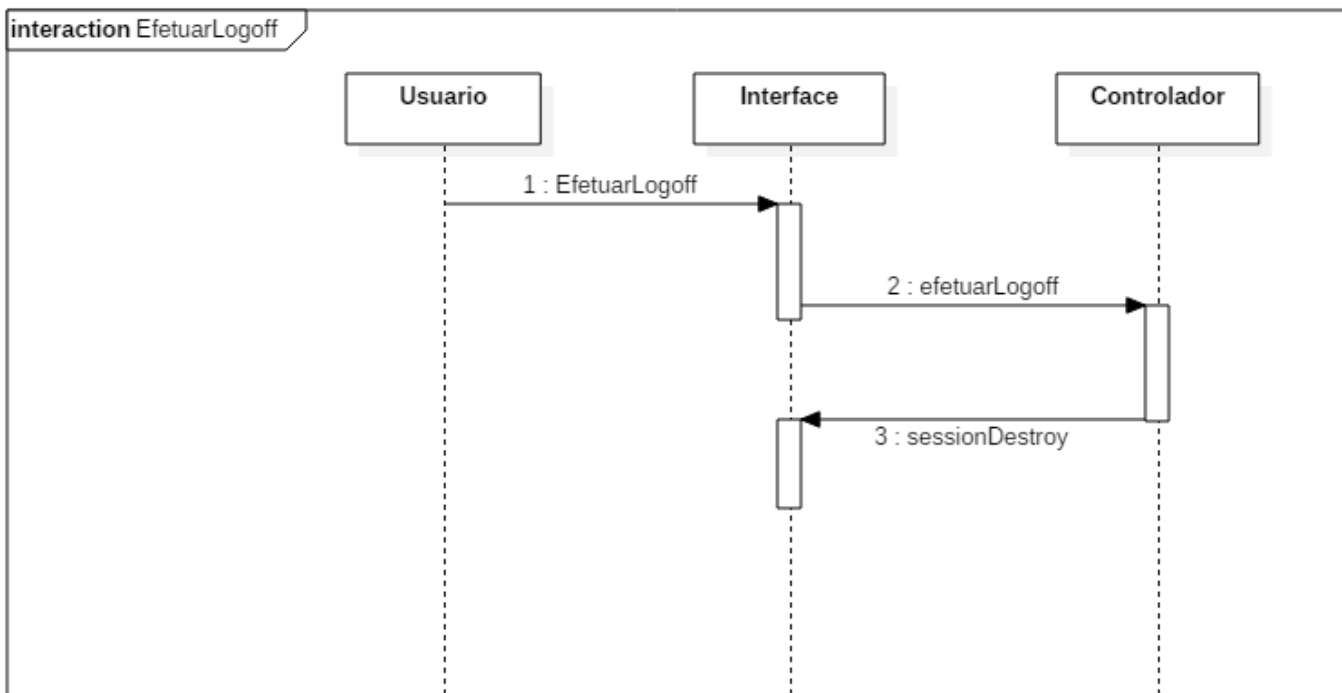 interaction EfetuarLogoff
Usuario
Interface
Controlador
1 : EfetuarLogoff
2 : efetuarLogoff
3 : sessionDestroy